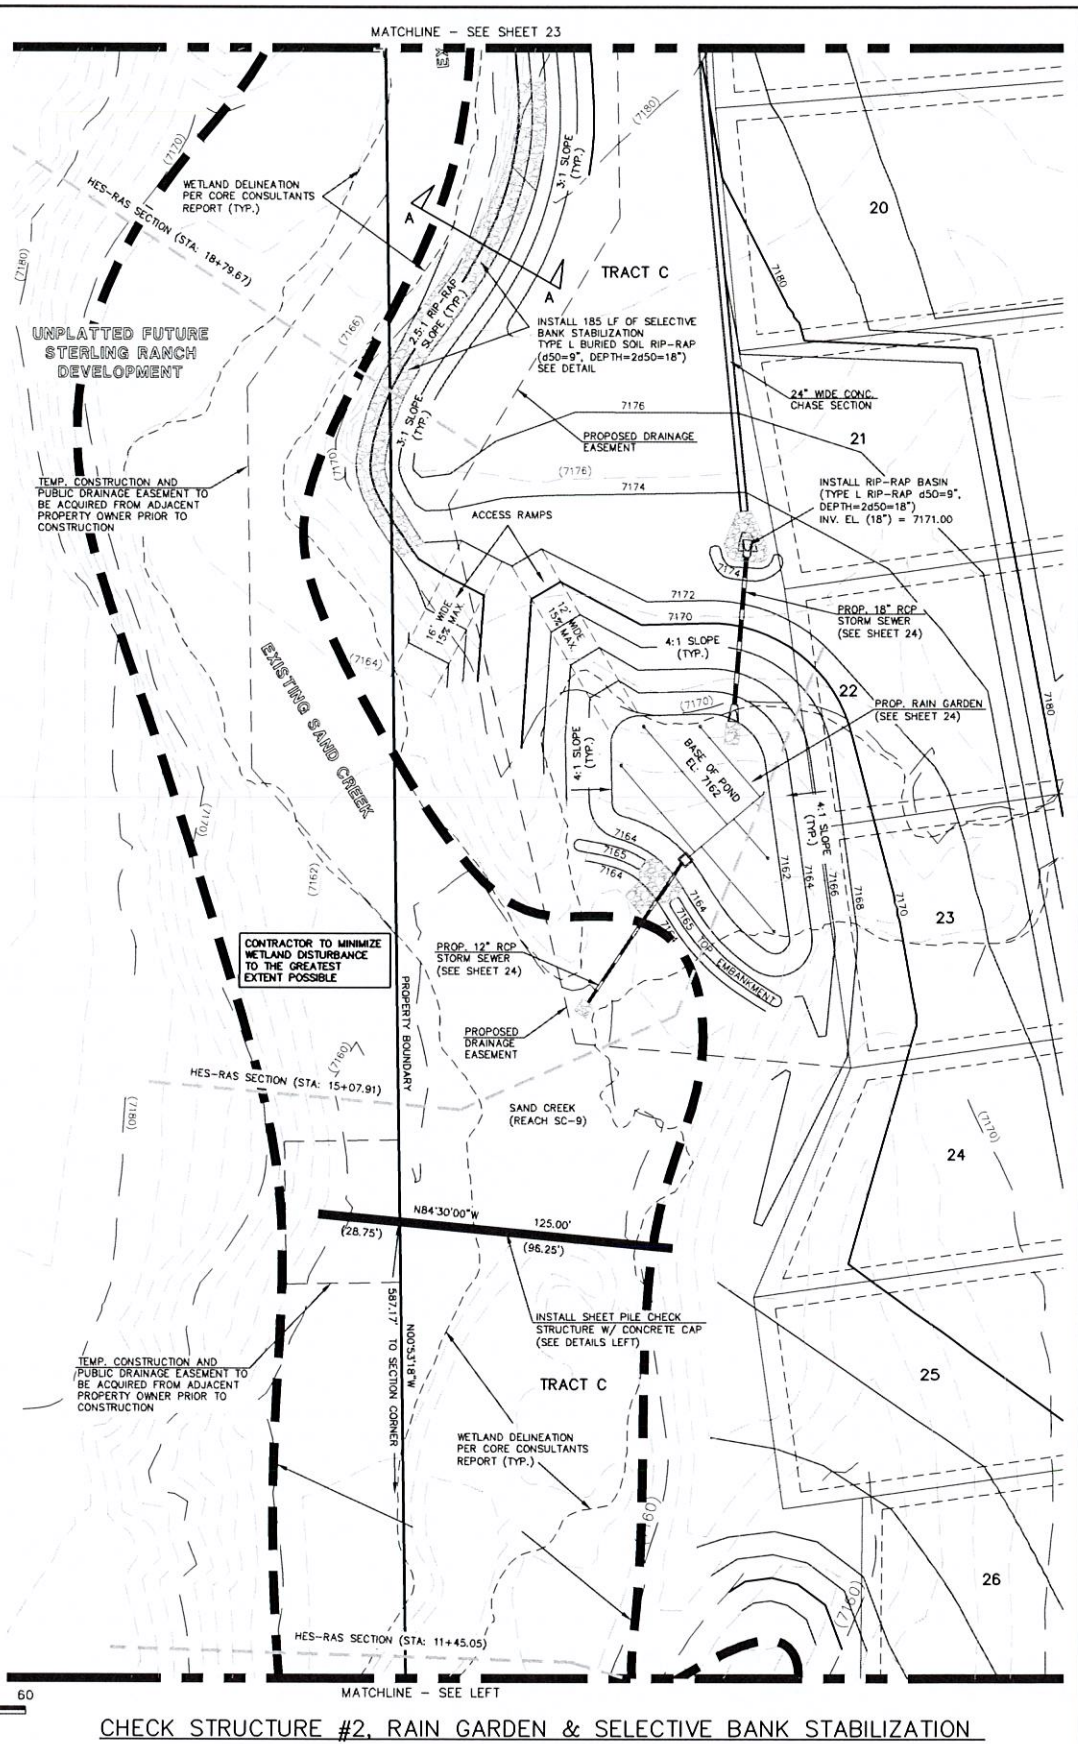 MATCHLINE - SEE SHEET 23
EX
(7180)
(7170)
3:1 SLOPE
(TYP.)
20
WETLAND DELINEATION
PER CORE CONSULTANTS
REPORT (TYP.)
HES-RAS SECTION (STA: 18+79.67)
A
A
TRACT C
7180
(7180)
(7166)
2.5:1 RIP-RAP
SLOPE (TYP.)
UNPLATTED FUTURE
STERLING RANCH
DEVELOPMENT
INSTALL 185 LF OF SELECTIVE
BANK STABILIZATION
TYPE L BURIED SOIL RIP-RAP
(d50=9", DEPTH=2d50=18")
SEE DETAIL
24" WIDE CONC.
CHASE SECTION
7176
3:1 SLOPE
(TYP.)
PROPOSED DRAINAGE
EASEMENT
21
(7170)
(7176)
7174
TEMP. CONSTRUCTION AND
PUBLIC DRAINAGE EASEMENT TO
BE ACQUIRED FROM ADJACENT
PROPERTY OWNER PRIOR TO
CONSTRUCTION
INSTALL RIP-RAP BASIN
(TYPE L RIP-RAP d50=9",
DEPTH=2d50=18")
INV. EL. (18") = 7171.00
ACCESS RAMPS
7174
7172
7170
16' WIDE
15% MAX.
12' WIDE
15% MAX.
4:1 SLOPE
(TYP.)
PROP. 18" RCP
STORM SEWER
(SEE SHEET 24)
(7164)
EXISTING SAND CREEK
22
7180
(7170)
PROP. RAIN GARDEN
(SEE SHEET 24)
4:1 SLOPE
(TYP.)
BASE OF POND
EL: 7162
4:1 SLOPE
(TYP.)
(7170)
7164
7165
7164
7162
7164
7166
7168
7170
(7162)
7164
7165
7164
TOP EMBANKMENT
23
CONTRACTOR TO MINIMIZE
WETLAND DISTURBANCE
TO THE GREATEST
EXTENT POSSIBLE
PROP. 12" RCP
STORM SEWER
(SEE SHEET 24)
PROPERTY BOUNDARY
PROPOSED
DRAINAGE
EASEMENT
(7160)
HES-RAS SECTION (STA: 15+07.91)
(7180)
SAND CREEK
(REACH SC-9)
(7170)
24
N84°30'00"W
125.00'
(28.75')
(96.25')
587.17' TO SECTION CORNER
N00°53'18"W
INSTALL SHEET PILE CHECK
STRUCTURE W/ CONCRETE CAP
(SEE DETAILS LEFT)
TEMP. CONSTRUCTION AND
PUBLIC DRAINAGE EASEMENT TO
BE ACQUIRED FROM ADJACENT
PROPERTY OWNER PRIOR TO
CONSTRUCTION
TRACT C
25
WETLAND DELINEATION
PER CORE CONSULTANTS
REPORT (TYP.)
(7160)
26
HES-RAS SECTION (STA: 11+45.05)
60
MATCHLINE - SEE LEFT
CHECK STRUCTURE #2, RAIN GARDEN & SELECTIVE BANK STABILIZATION